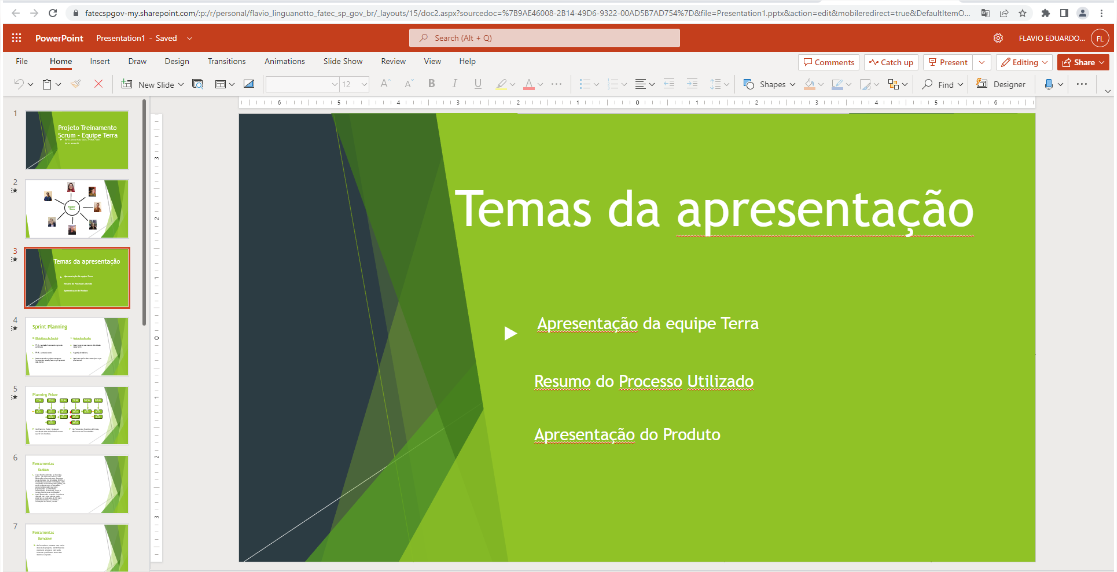 fatecspgov-my.sharepoint.com/:p:/r/personal/flavio_linguanotto_fatec_sp_gov_br/_layouts/15/doc2.aspx?sourcedoc=%7B9AE46008-2B14-49D6-9322-00AD5B7AD754%7D&file=Presentation1.pptx&action=edit&mobileredirect=true&DefaultItemO...
PowerPoint Presentation1 - Saved
Search (Alt + Q)
FLAVIO EDUARDO... FL
File Home Insert Draw Design Transitions Animations Slide Show Review View Help
Comments Catch up Present Editing Share
New Slide
12 A A B I U A
Shapes Find Designer
1
Projeto Treinamento
Scrum - Equipe Terra
2
3
Temas da apresentação
4
Sprint Planning
5
Planning Poker
6
Ferramentas
7
Ferramentas
Temas da apresentação
Apresentação da equipe Terra
Resumo do Processo Utilizado
Apresentação do Produto